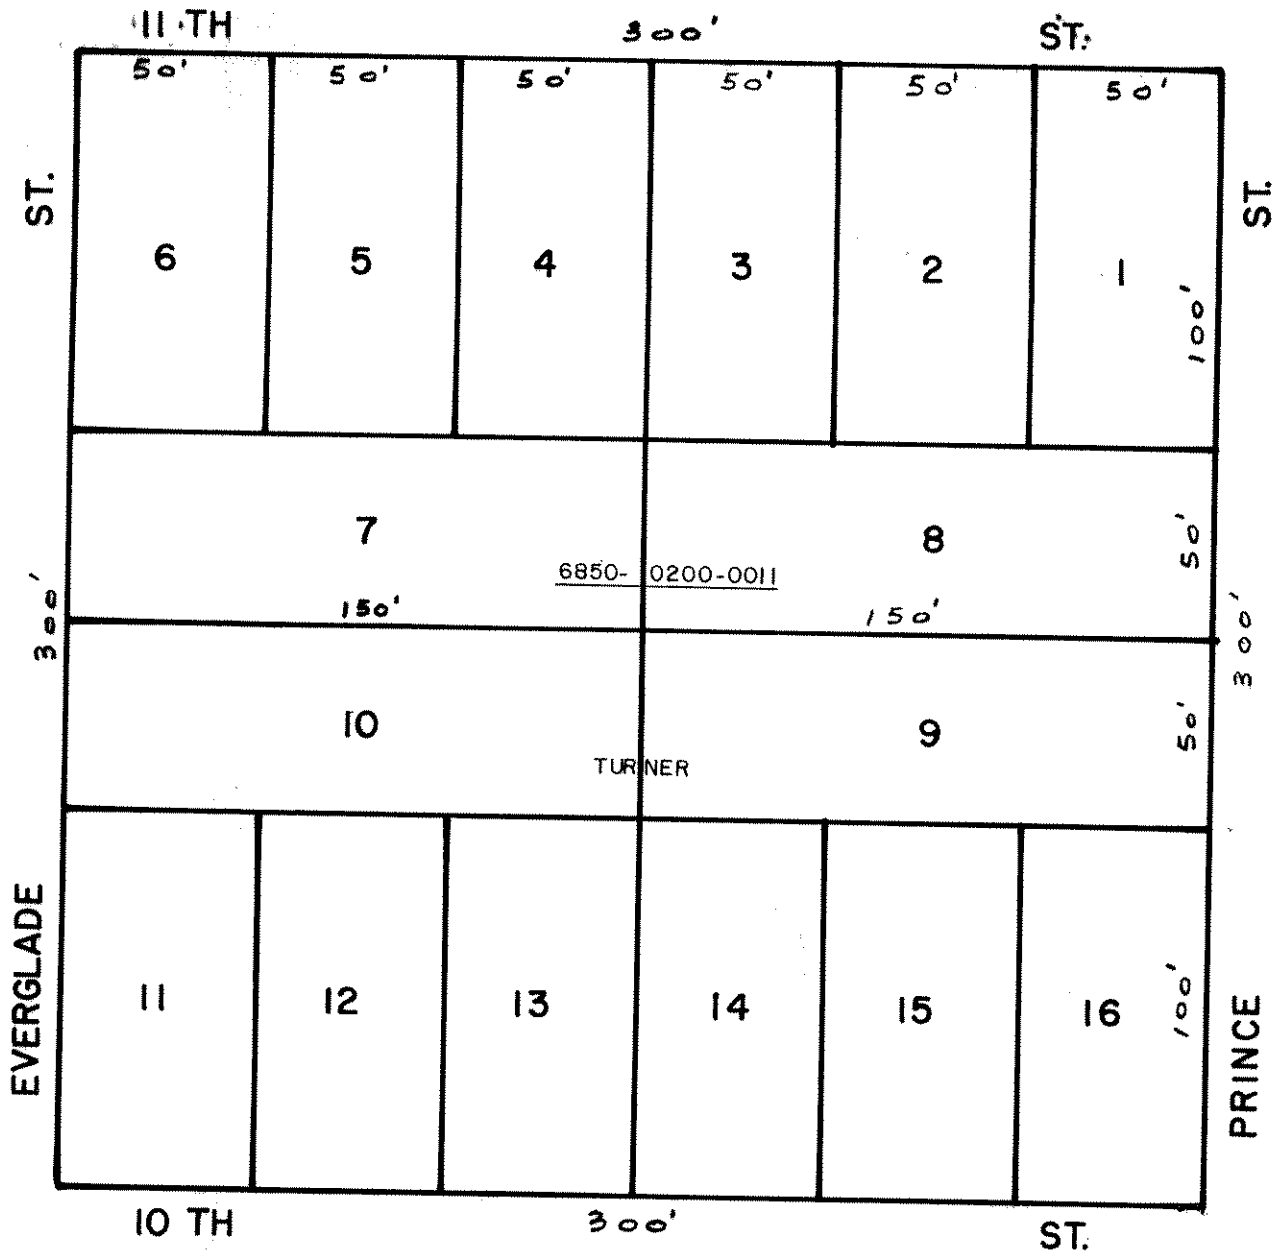 11 TH 300' ST.
50' 50' 50' 50' 50' 50'
ST.
ST.
6 5 4 3 2 1
100'
7 8
50'
6850- 0200-0011
150' 150'
300'
300'
10 9
50'
TURNER
EVERGLADE
PRINCE
11 12 13 14 15 16
100'
10 TH 300' ST.